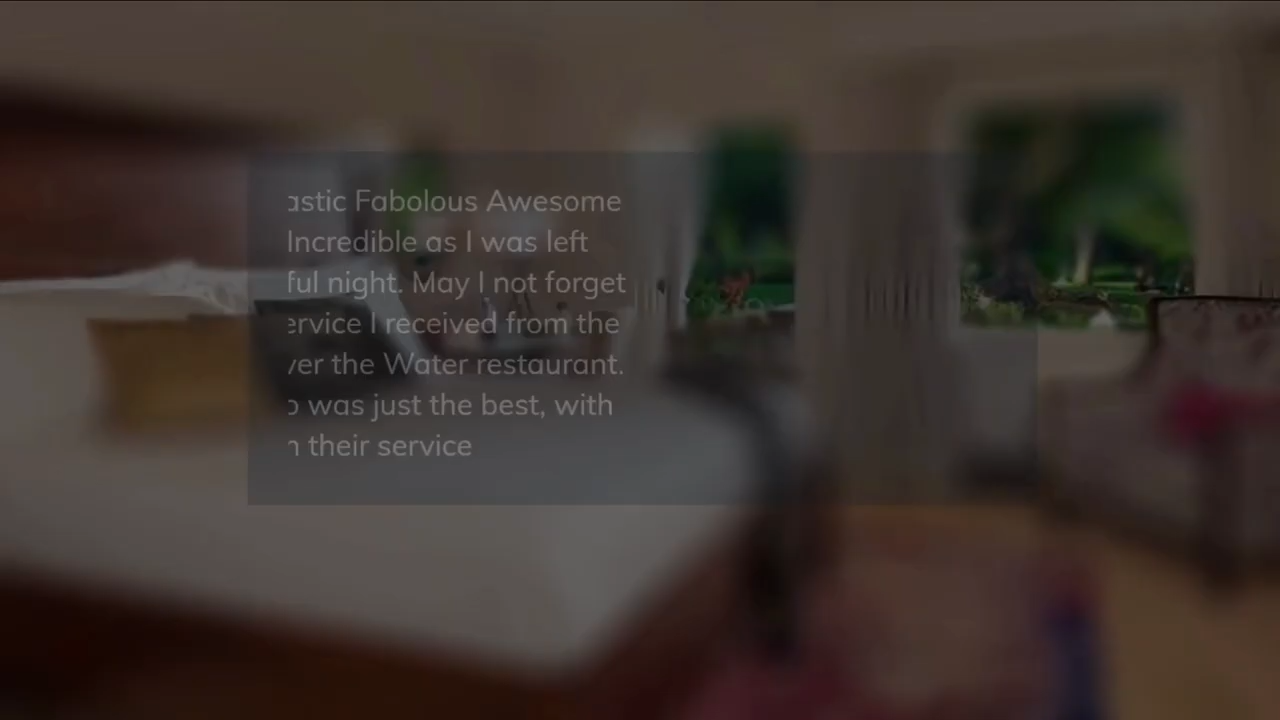 astic Fabolous Awesome
Incredible as I was left
ful night. May I not forget
ervice I received from the
ver the Water restaurant.
o was just the best, with
n their service